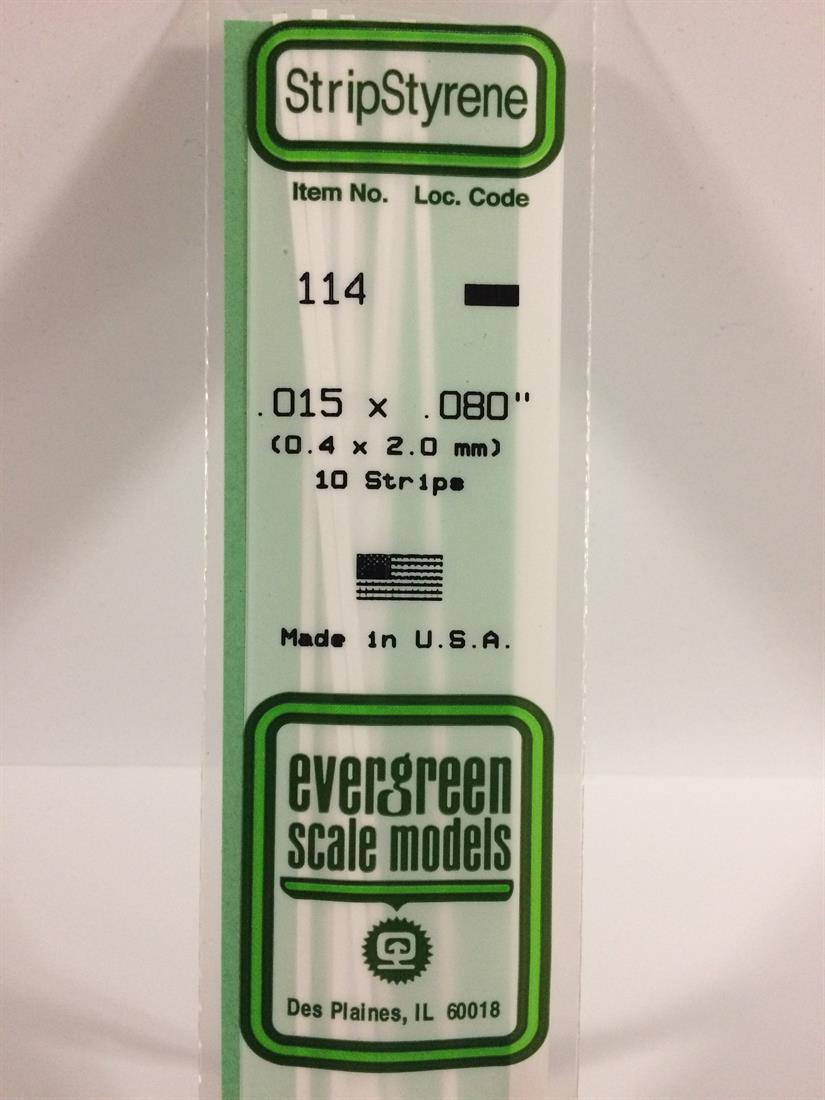 StripStyrene
Item No. Loc. Code
114
.015 x .080"
(0.4 x 2.0 mm)
10 Strips
Made in U.S.A.
evergreen
scale models
Des Plaines, IL 60018